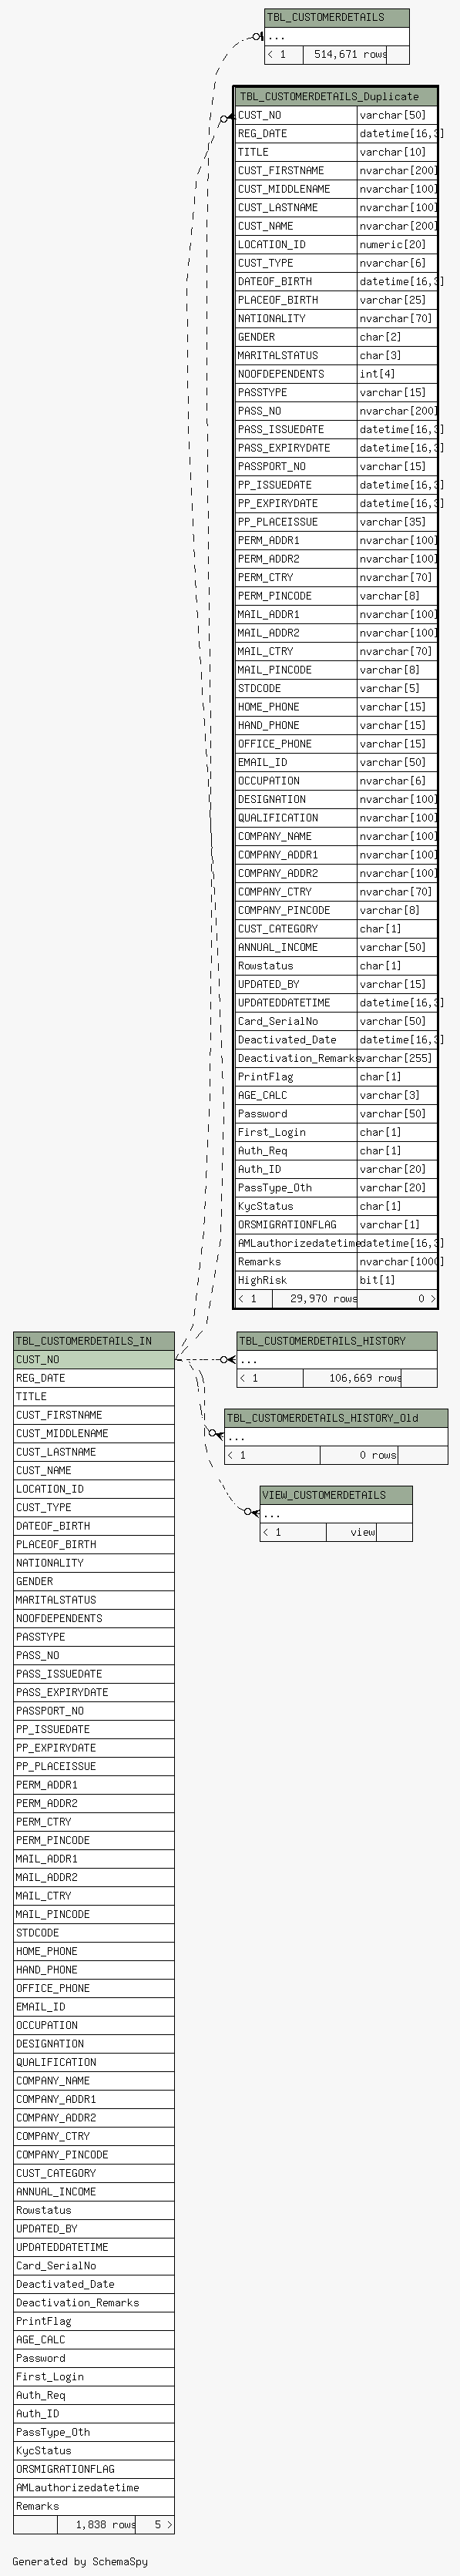 TBL_CUSTOMERDETAILS
...
< 1 514,671 rows
TBL_CUSTOMERDETAILS_Duplicate
CUST_NO varchar[50]
REG_DATE datetime[16,3]
TITLE varchar[10]
CUST_FIRSTNAME nvarchar[200]
CUST_MIDDLENAME nvarchar[100]
CUST_LASTNAME nvarchar[100]
CUST_NAME nvarchar[200]
LOCATION_ID numeric[20]
CUST_TYPE nvarchar[6]
DATEOF_BIRTH datetime[16,3]
PLACEOF_BIRTH varchar[25]
NATIONALITY nvarchar[70]
GENDER char[2]
MARITALSTATUS char[3]
NOOFDEPENDENTS int[4]
PASSTYPE varchar[15]
PASS_NO nvarchar[200]
PASS_ISSUEDATE datetime[16,3]
PASS_EXPIRYDATE datetime[16,3]
PASSPORT_NO varchar[15]
PP_ISSUEDATE datetime[16,3]
PP_EXPIRYDATE datetime[16,3]
PP_PLACEISSUE varchar[35]
PERM_ADDR1 nvarchar[100]
PERM_ADDR2 nvarchar[100]
PERM_CTRY nvarchar[70]
PERM_PINCODE varchar[8]
MAIL_ADDR1 nvarchar[100]
MAIL_ADDR2 nvarchar[100]
MAIL_CTRY nvarchar[70]
MAIL_PINCODE varchar[8]
STDCODE varchar[5]
HOME_PHONE varchar[15]
HAND_PHONE varchar[15]
OFFICE_PHONE varchar[15]
EMAIL_ID varchar[50]
OCCUPATION nvarchar[6]
DESIGNATION nvarchar[100]
QUALIFICATION nvarchar[100]
COMPANY_NAME nvarchar[100]
COMPANY_ADDR1 nvarchar[100]
COMPANY_ADDR2 nvarchar[100]
COMPANY_CTRY nvarchar[70]
COMPANY_PINCODE varchar[8]
CUST_CATEGORY char[1]
ANNUAL_INCOME varchar[50]
Rowstatus char[1]
UPDATED_BY varchar[15]
UPDATEDDATETIME datetime[16,3]
Card_SerialNo varchar[50]
Deactivated_Date datetime[16,3]
Deactivation_Remarks varchar[255]
PrintFlag char[1]
AGE_CALC varchar[3]
Password varchar[50]
First_Login char[1]
Auth_Req char[1]
Auth_ID varchar[20]
PassType_Oth varchar[20]
KycStatus char[1]
ORSMIGRATIONFLAG varchar[1]
AMLauthorizedatetime datetime[16,3]
Remarks nvarchar[1000]
HighRisk bit[1]
< 1 29,970 rows 0 >
TBL_CUSTOMERDETAILS_HISTORY
...
< 1 106,669 rows
TBL_CUSTOMERDETAILS_HISTORY_Old
...
< 1 0 rows
VIEW_CUSTOMERDETAILS
...
< 1 view
TBL_CUSTOMERDETAILS_IN
CUST_NO
REG_DATE
TITLE
CUST_FIRSTNAME
CUST_MIDDLENAME
CUST_LASTNAME
CUST_NAME
LOCATION_ID
CUST_TYPE
DATEOF_BIRTH
PLACEOF_BIRTH
NATIONALITY
GENDER
MARITALSTATUS
NOOFDEPENDENTS
PASSTYPE
PASS_NO
PASS_ISSUEDATE
PASS_EXPIRYDATE
PASSPORT_NO
PP_ISSUEDATE
PP_EXPIRYDATE
PP_PLACEISSUE
PERM_ADDR1
PERM_ADDR2
PERM_CTRY
PERM_PINCODE
MAIL_ADDR1
MAIL_ADDR2
MAIL_CTRY
MAIL_PINCODE
STDCODE
HOME_PHONE
HAND_PHONE
OFFICE_PHONE
EMAIL_ID
OCCUPATION
DESIGNATION
QUALIFICATION
COMPANY_NAME
COMPANY_ADDR1
COMPANY_ADDR2
COMPANY_CTRY
COMPANY_PINCODE
CUST_CATEGORY
ANNUAL_INCOME
Rowstatus
UPDATED_BY
UPDATEDDATETIME
Card_SerialNo
Deactivated_Date
Deactivation_Remarks
PrintFlag
AGE_CALC
Password
First_Login
Auth_Req
Auth_ID
PassType_Oth
KycStatus
ORSMIGRATIONFLAG
AMLauthorizedatetime
Remarks
1,838 rows 5 >
Generated by SchemaSpy